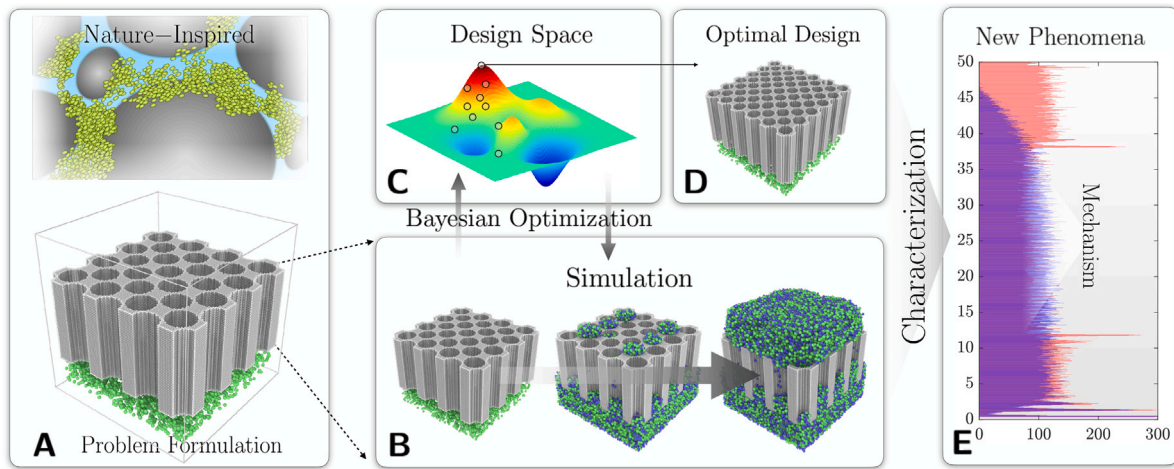 Nature–Inspired
A
Problem Formulation
Design Space
C
Optimal Design
D
Bayesian Optimization
Simulation
B
Characterization
New Phenomena
50
45
40
35
30
25
20
15
10
5
0
0 100 200 300
Mechanism
E